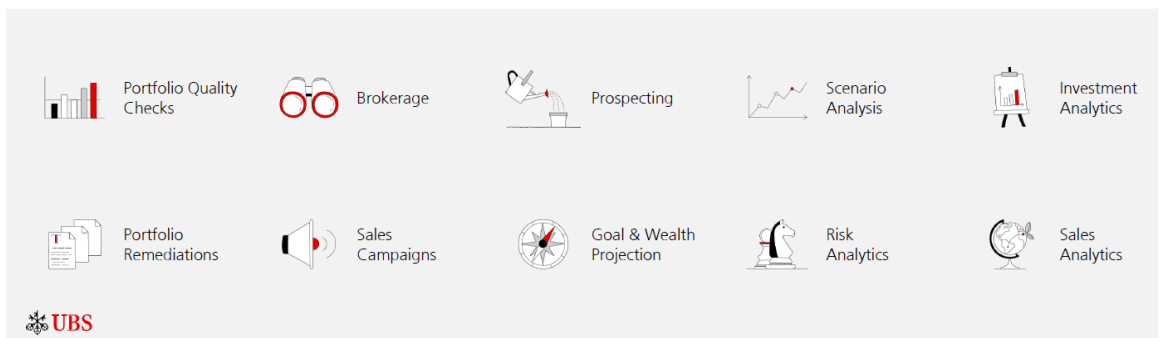 Portfolio Quality
Checks
Brokerage
Prospecting
Scenario
Analysis
Investment
Analytics
T
Portfolio
Remediations
Sales
Campaigns
Goal & Wealth
Projection
Risk
Analytics
Sales
Analytics
UBS